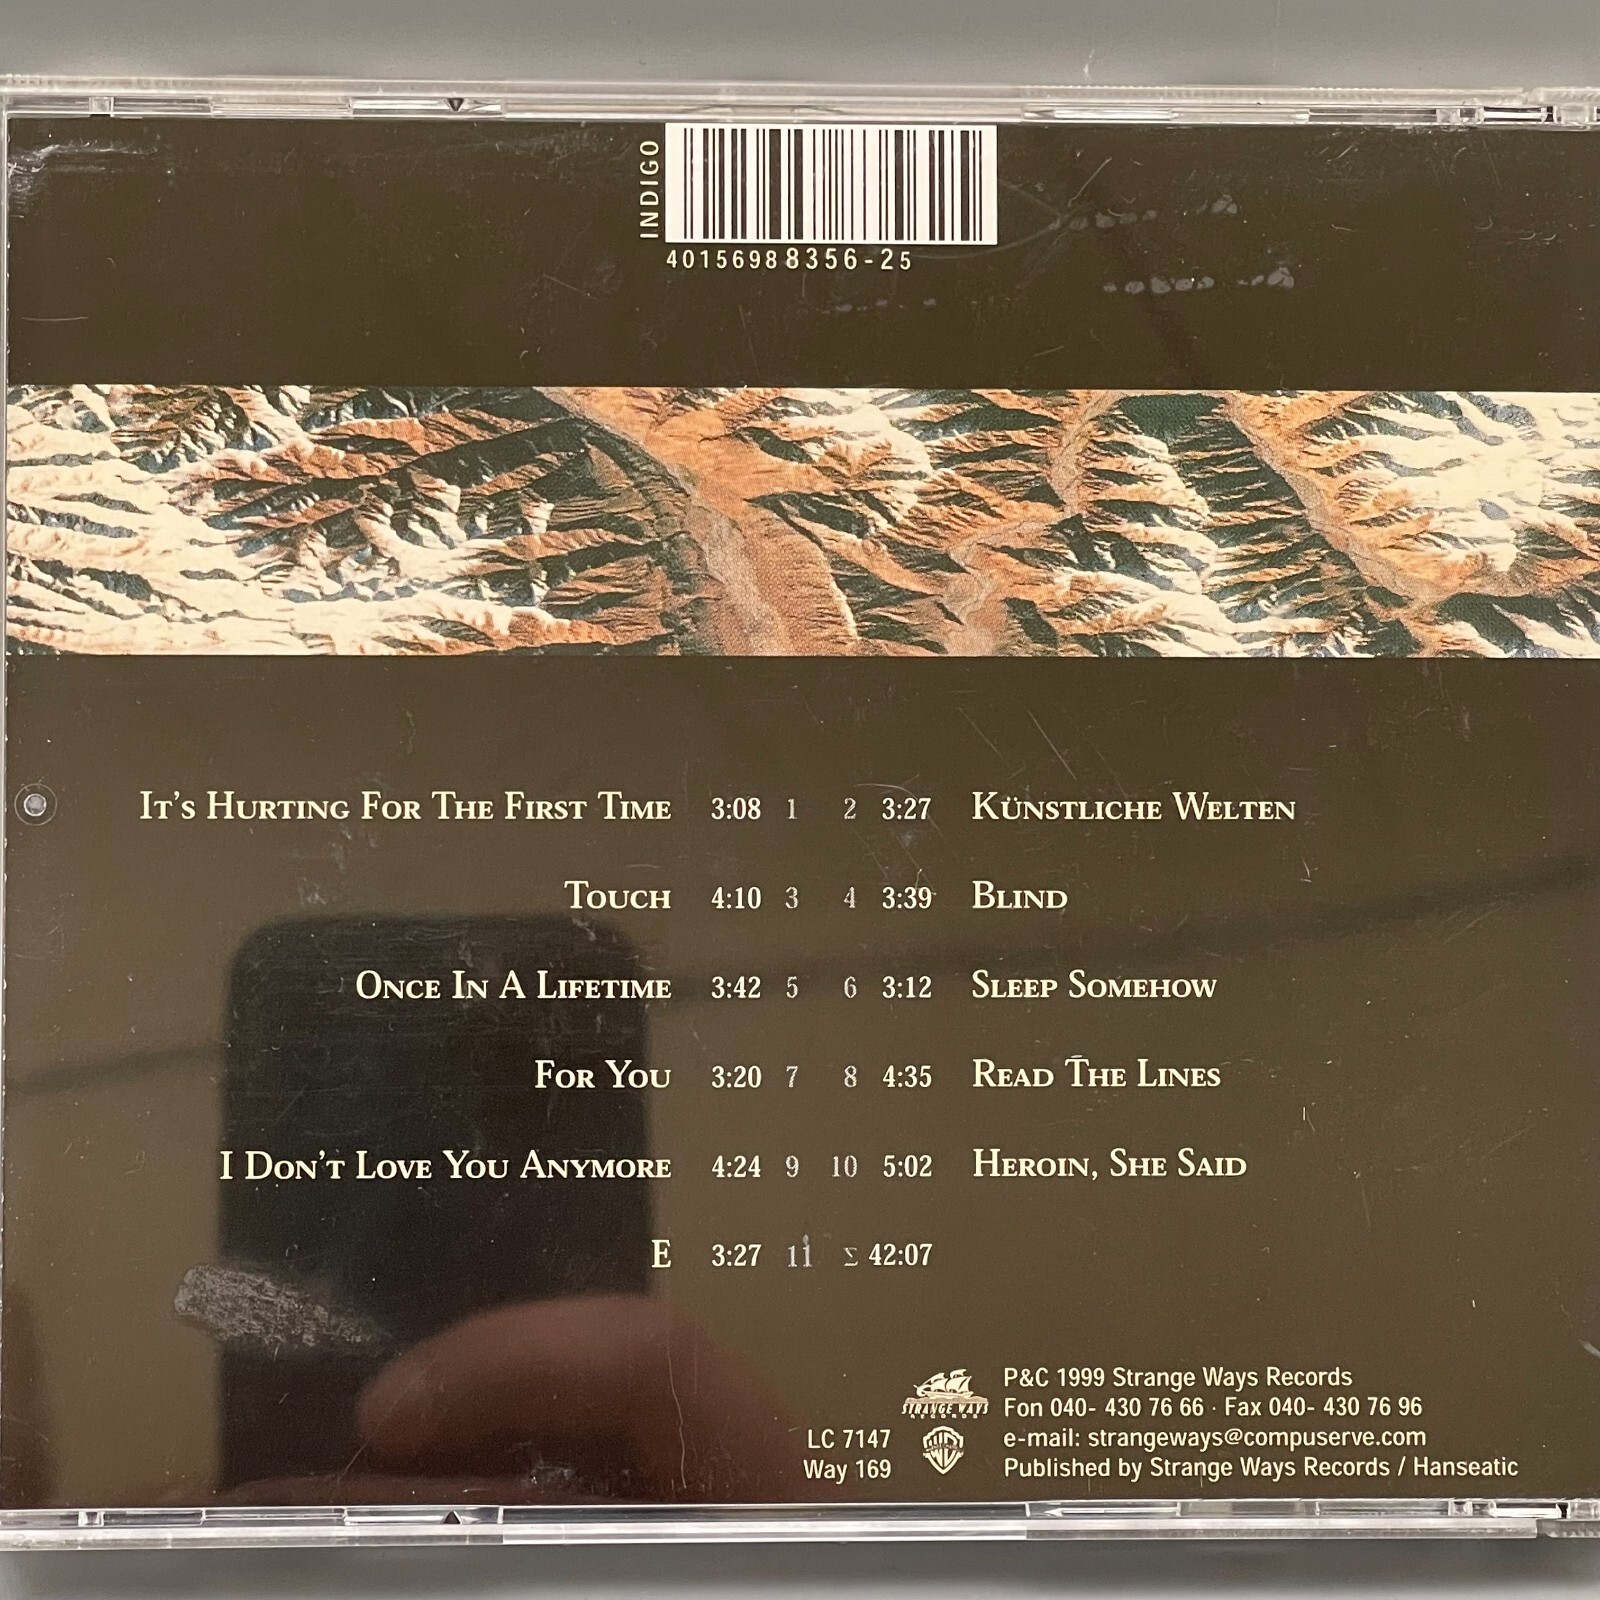 INDIGO
40156988356-25
It's Hurting For The First Time 3:08 1 2 3:27 Künstliche Welten
Touch 4:10 3 4 3:39 Blind
Once In A Lifetime 3:42 5 6 3:12 Sleep Somehow
For You 3:20 7 8 4:35 Read The Lines
I Don't Love You Anymore 4:24 9 10 5:02 Heroin, She Said
E 3:27 11 Σ 42:07
STRANGE WAYS
RECORDS
P&C 1999 Strange Ways Records
Fon 040- 430 76 66 · Fax 040- 430 76 96
LC 7147 e-mail: strangeways@compuserve.com
Way 169 Published by Strange Ways Records / Hanseatic